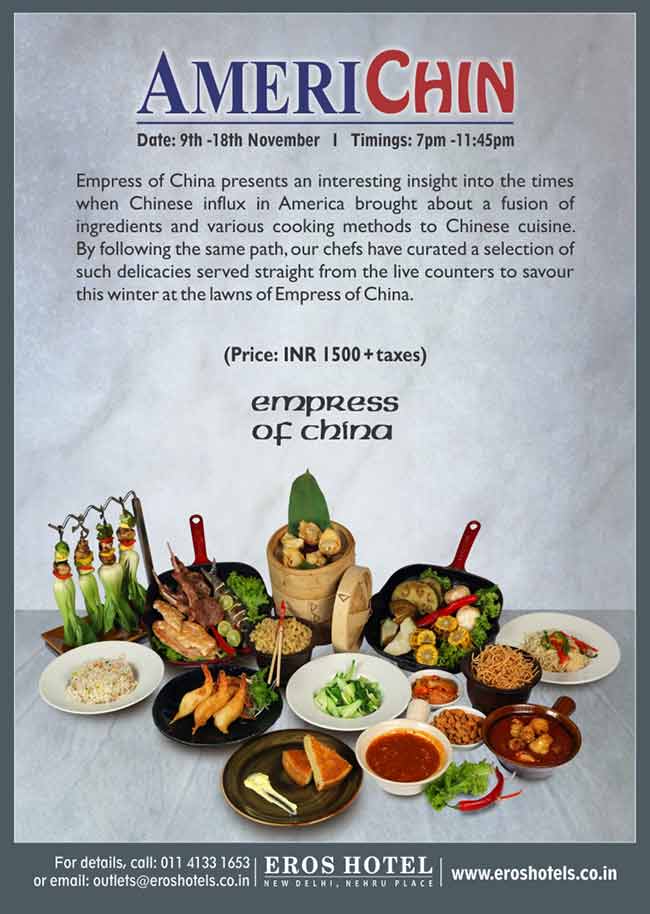 AMERICHIN
Date: 9th -18th November I Timings: 7pm -11:45pm
Empress of China presents an interesting insight into the times
when Chinese influx in America brought about a fusion of
ingredients and various cooking methods to Chinese cuisine.
By following the same path, our chefs have curated a selection of
such delicacies served straight from the live counters to savour
this winter at the lawns of Empress of China.
(Price: INR 1500 + taxes)
empress
of china
For details, call: 011 4133 1653
or email: outlets@eroshotels.co.in
EROS HOTEL
NEW DELHI, NEHRU PLACE
www.eroshotels.co.in